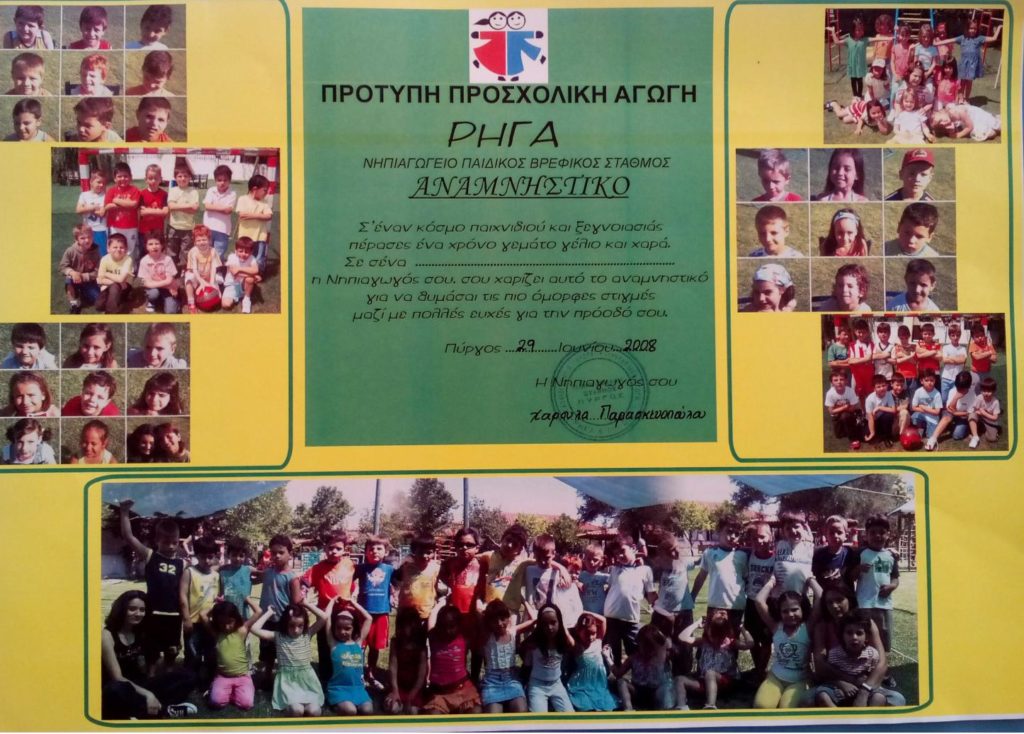 ΠΡΟΤΥΠΗ ΠΡΟΣΧΟΛΙΚΗ ΑΓΩΓΗ
ΡΗΓΑ
ΝΗΠΙΑΓΩΓΕΙΟ ΠΑΙΔΙΚΟΣ ΒΡΕΦΙΚΟΣ ΣΤΑΘΜΟΣ
ΑΝΑΜΝΗΣΤΙΚΟ
Σ'έναν κόσμο παιχνιδιού και ξεγνοιασιάς
πέρασες ένα χρόνο γεμάτο γέλιο και χαρά.
Σε σένα ..........................................................
η Νηπιαγωγός σου, σου χαρίζει αυτό το αναμνηστικό
για να θυμάσαι τις πιο όμορφες στιγμές
μαζί με πολλές ευχές για την πρόοδό σου.
Πύργος ...29......Ιουνίου..2008
Η Νηπιαγωγός σου
Χαρούλα Παρασκευοπούλου
ΠΥΡΓΟΣ
32